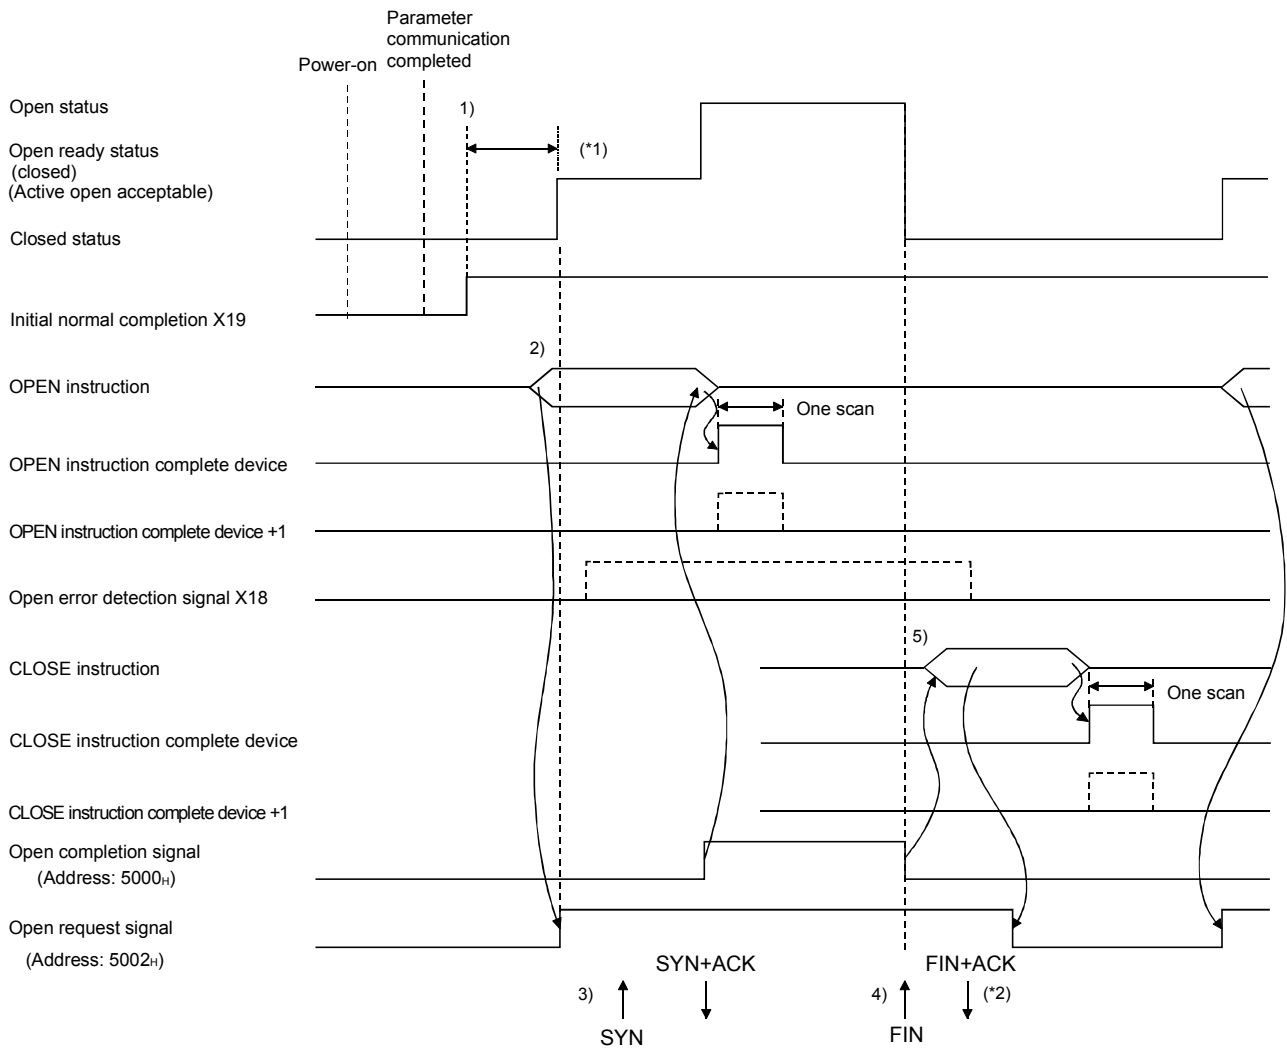 Parameter
communication
completed
Power-on
Open status
1)
Open ready status
(closed)
(Active open acceptable)
(*1)
Closed status
Initial normal completion X19
2)
OPEN instruction
One scan
OPEN instruction complete device
OPEN instruction complete device +1
Open error detection signal X18
5)
CLOSE instruction
One scan
CLOSE instruction complete device
CLOSE instruction complete device +1
Open completion signal
(Address: 5000H)
Open request signal
(Address: 5002H)
SYN+ACK
FIN+ACK
3)
4)
(*2)
SYN
FIN